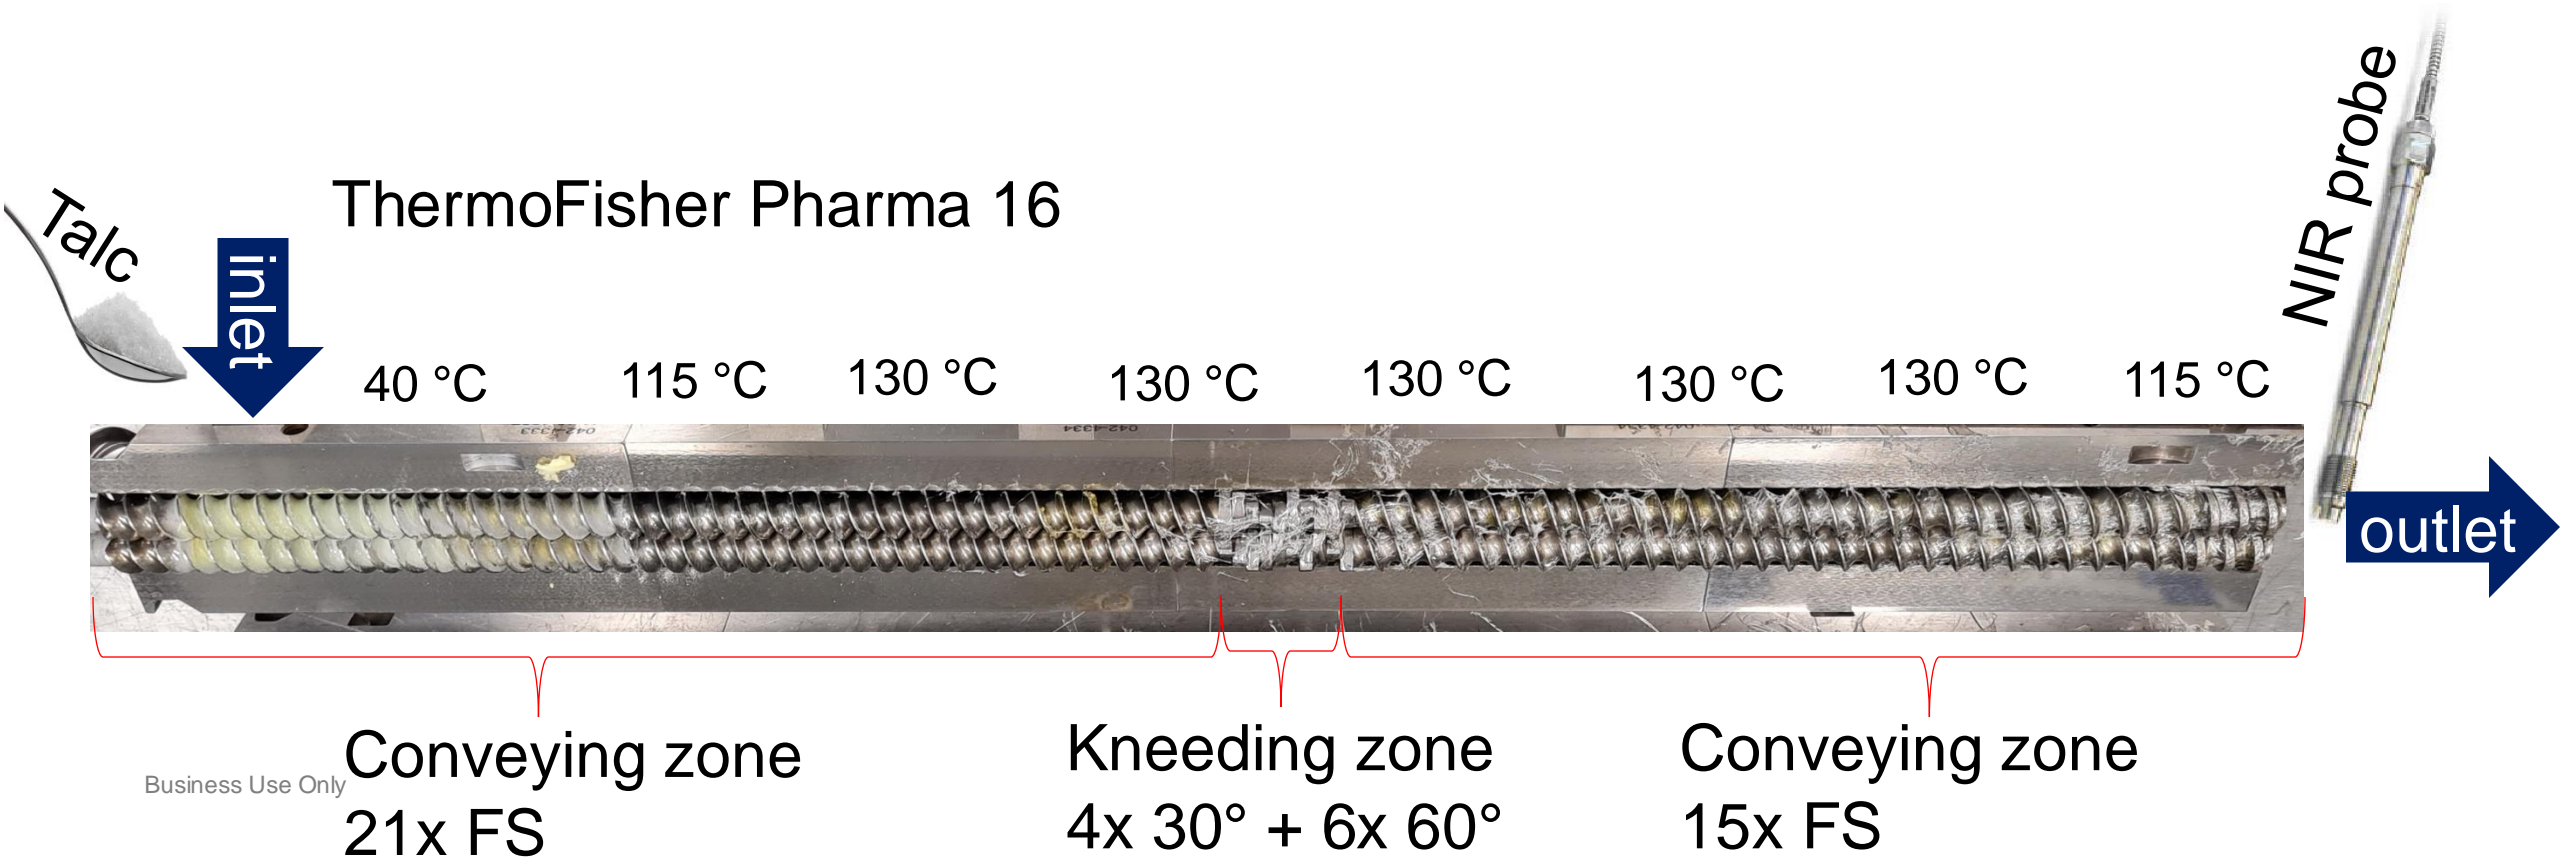 NIR probe
Talc
ThermoFisher Pharma 16
inlet
40 °C
115 °C
130 °C
130 °C
130 °C
130 °C
130 °C
115 °C
outlet
Conveying zone
21x FS
Kneeding zone
4x 30° + 6x 60°
Conveying zone
15x FS
Business Use Only